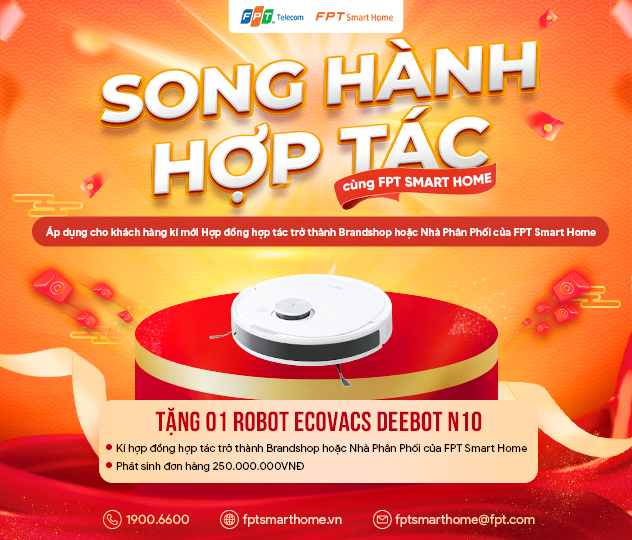 FPT Telecom FPT Smart Home
SONG HÀNH
HỢP TÁC
cùng FPT SMART HOME
Áp dụng cho khách hàng kí mới Hợp đồng hợp tác trở thành Brandshop hoặc Nhà Phân Phối của FPT Smart Home
TẶNG 01 ROBOT ECOVACS DEEBOT N10
Kí hợp đồng hợp tác trở thành Brandshop hoặc Nhà Phân Phối của FPT Smart Home
Phát sinh đơn hàng 250.000.000VNĐ
1900.6600 fptsmarthome.vn fptsmarthome@fpt.com